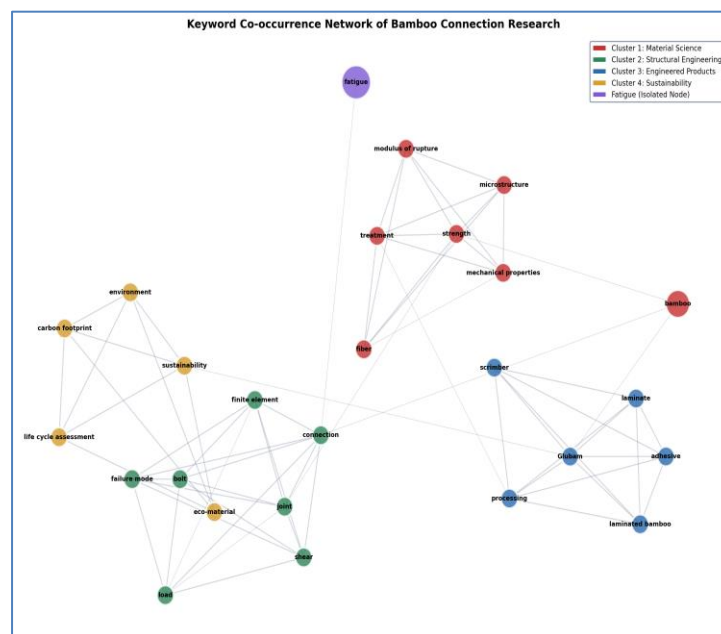 Keyword Co-occurrence Network of Bamboo Connection Research
Cluster 1: Material Science
Cluster 2: Structural Engineering
Cluster 3: Engineered Products
Cluster 4: Sustainability
Fatigue (Isolated Node)
fatigue
modulus of rupture
microstructure
treatment
strength
mechanical properties
environment
bamboo
carbon footprint
fiber
sustainability
scrimber
finite element
laminate
life cycle assessment
connection
Glubam
adhesive
failure mode
bolt
processing
joint
eco-material
laminated bamboo
shear
load